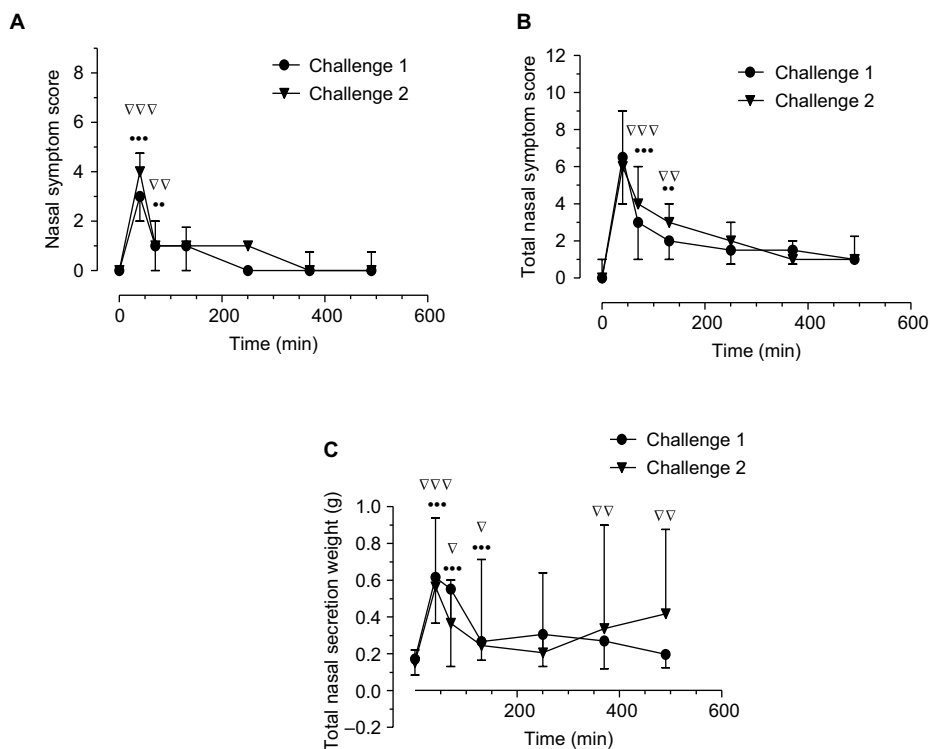 A
Nasal symptom score
8
6
4
2
0
Challenge 1
Challenge 2
▽▽▽
•••
▽▽
••
0 200 400 600
Time (min)
B
Total nasal symptom score
12
10
8
6
4
2
0
Challenge 1
Challenge 2
▽▽▽
•••
▽▽
••
0 200 400 600
Time (min)
C
Total nasal secretion weight (g)
Challenge 1
Challenge 2
1.0
0.8
0.6
0.4
0.2
0.0
–0.2
▽▽▽
•••
▽
•••
▽
•••
▽▽
▽▽
200 400 600
Time (min)